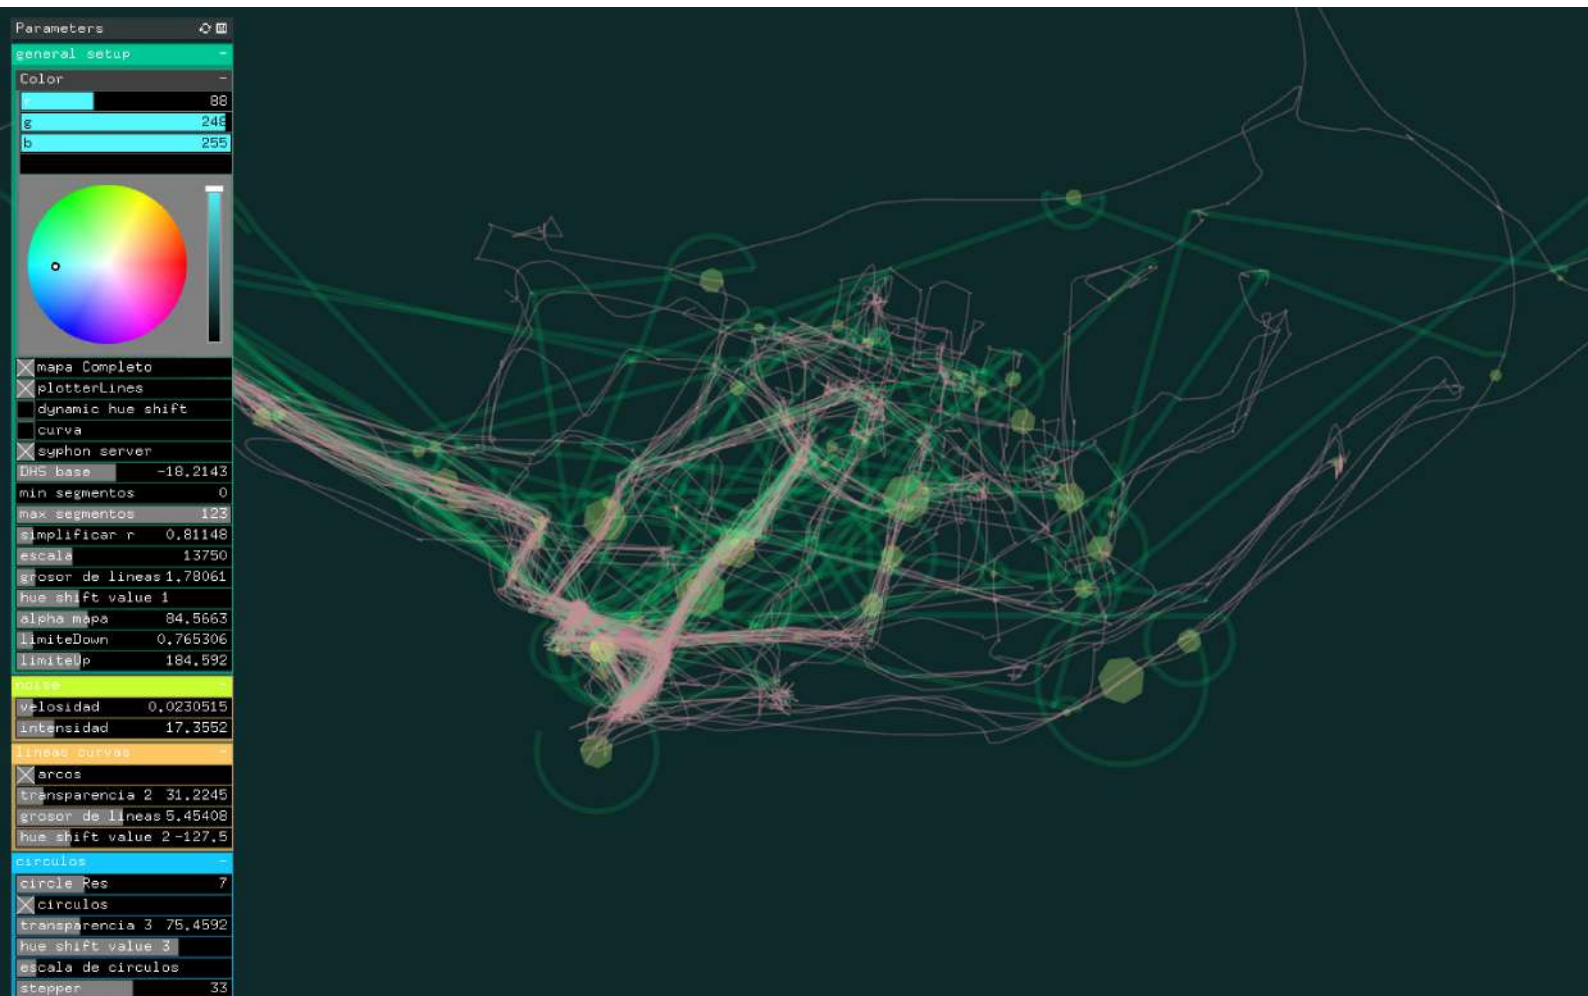 Parameters
general setup
Color
r 88
g 248
b 255
mapa Completo
plotterLines
dynamic hue shift
curva
syphon server
DHS base -18.2143
min segmentos 0
max segmentos 123
simplificar r 0.81148
escala 13750
grosor de lineas 1.78061
hue shift value 1
alpha mapa 84.5663
limiteDown 0.765306
limiteUp 184.592
noise
velosidad 0.0230515
intensidad 17.3552
lineas curvas
arcos
transparencia 2 31.2245
grosor de lineas 5.45408
hue shift value 2 -127.5
circulos
circle Res 7
circulos
transparencia 3 75.4592
hue shift value 3
escala de circulos
stepper 33